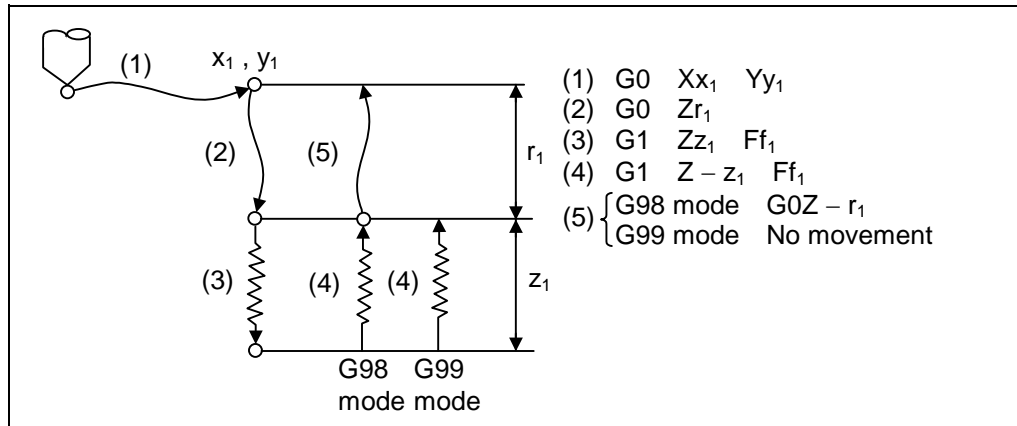 (1)
x₁ , y₁
(2)
(5)
r₁
(3)
(4)
(4)
z₁
G98 G99
mode mode
(1) G0 Xx₁ Yy₁
(2) G0 Zr₁
(3) G1 Zz₁ Ff₁
(4) G1 Z – z₁ Ff₁
(5) G98 mode G0Z – r₁
G99 mode No movement